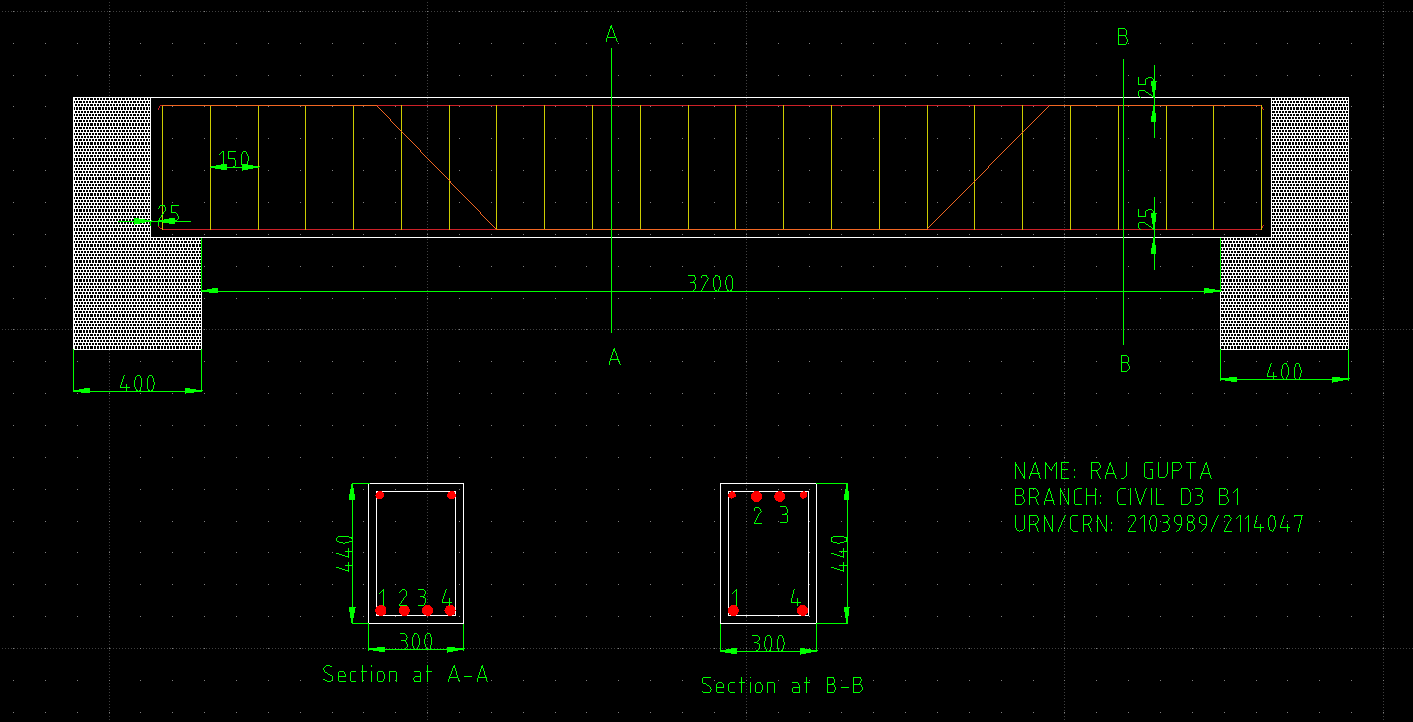 A
B
25
150
25
25
3200
A
B
400
400
NAME: RAJ GUPTA
BRANCH: CIVIL D3 B1
URN/CRN: 2103989/2114047
2 3
440
440
1 2 3 4
1 4
300
300
Section at A-A
Section at B-B